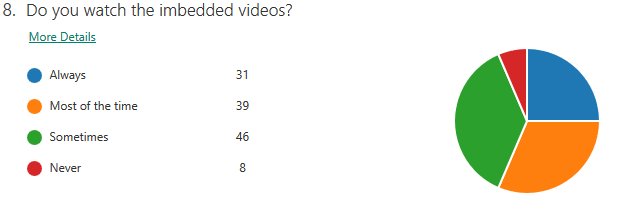 8. Do you watch the imbedded videos?
More Details
Always 31
Most of the time 39
Sometimes 46
Never 8